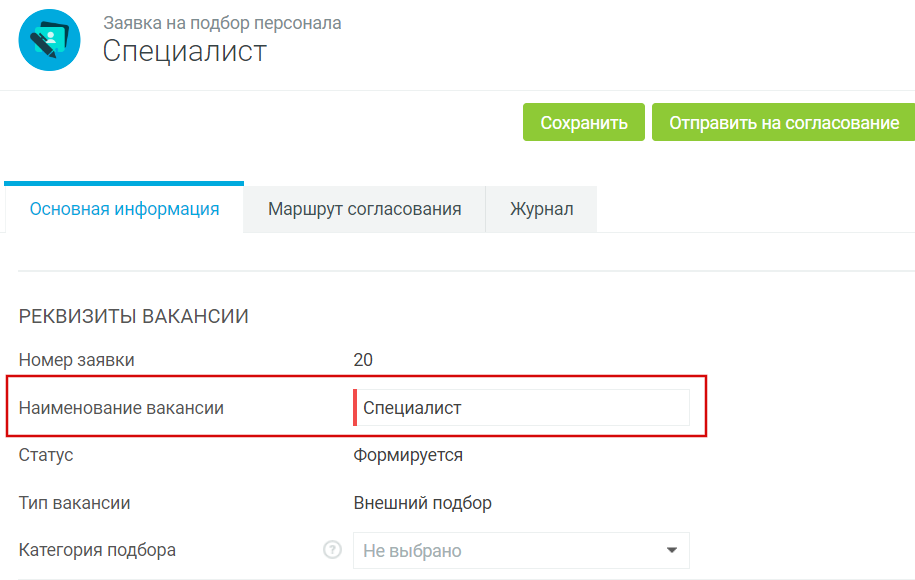 Заявка на подбор персонала
Специалист
Сохранить Отправить на согласование
Основная информация Маршрут согласования Журнал
РЕКВИЗИТЫ ВАКАНСИИ
Номер заявки 20
Наименование вакансии Специалист
Статус Формируется
Тип вакансии Внешний подбор
Категория подбора ? Не выбрано